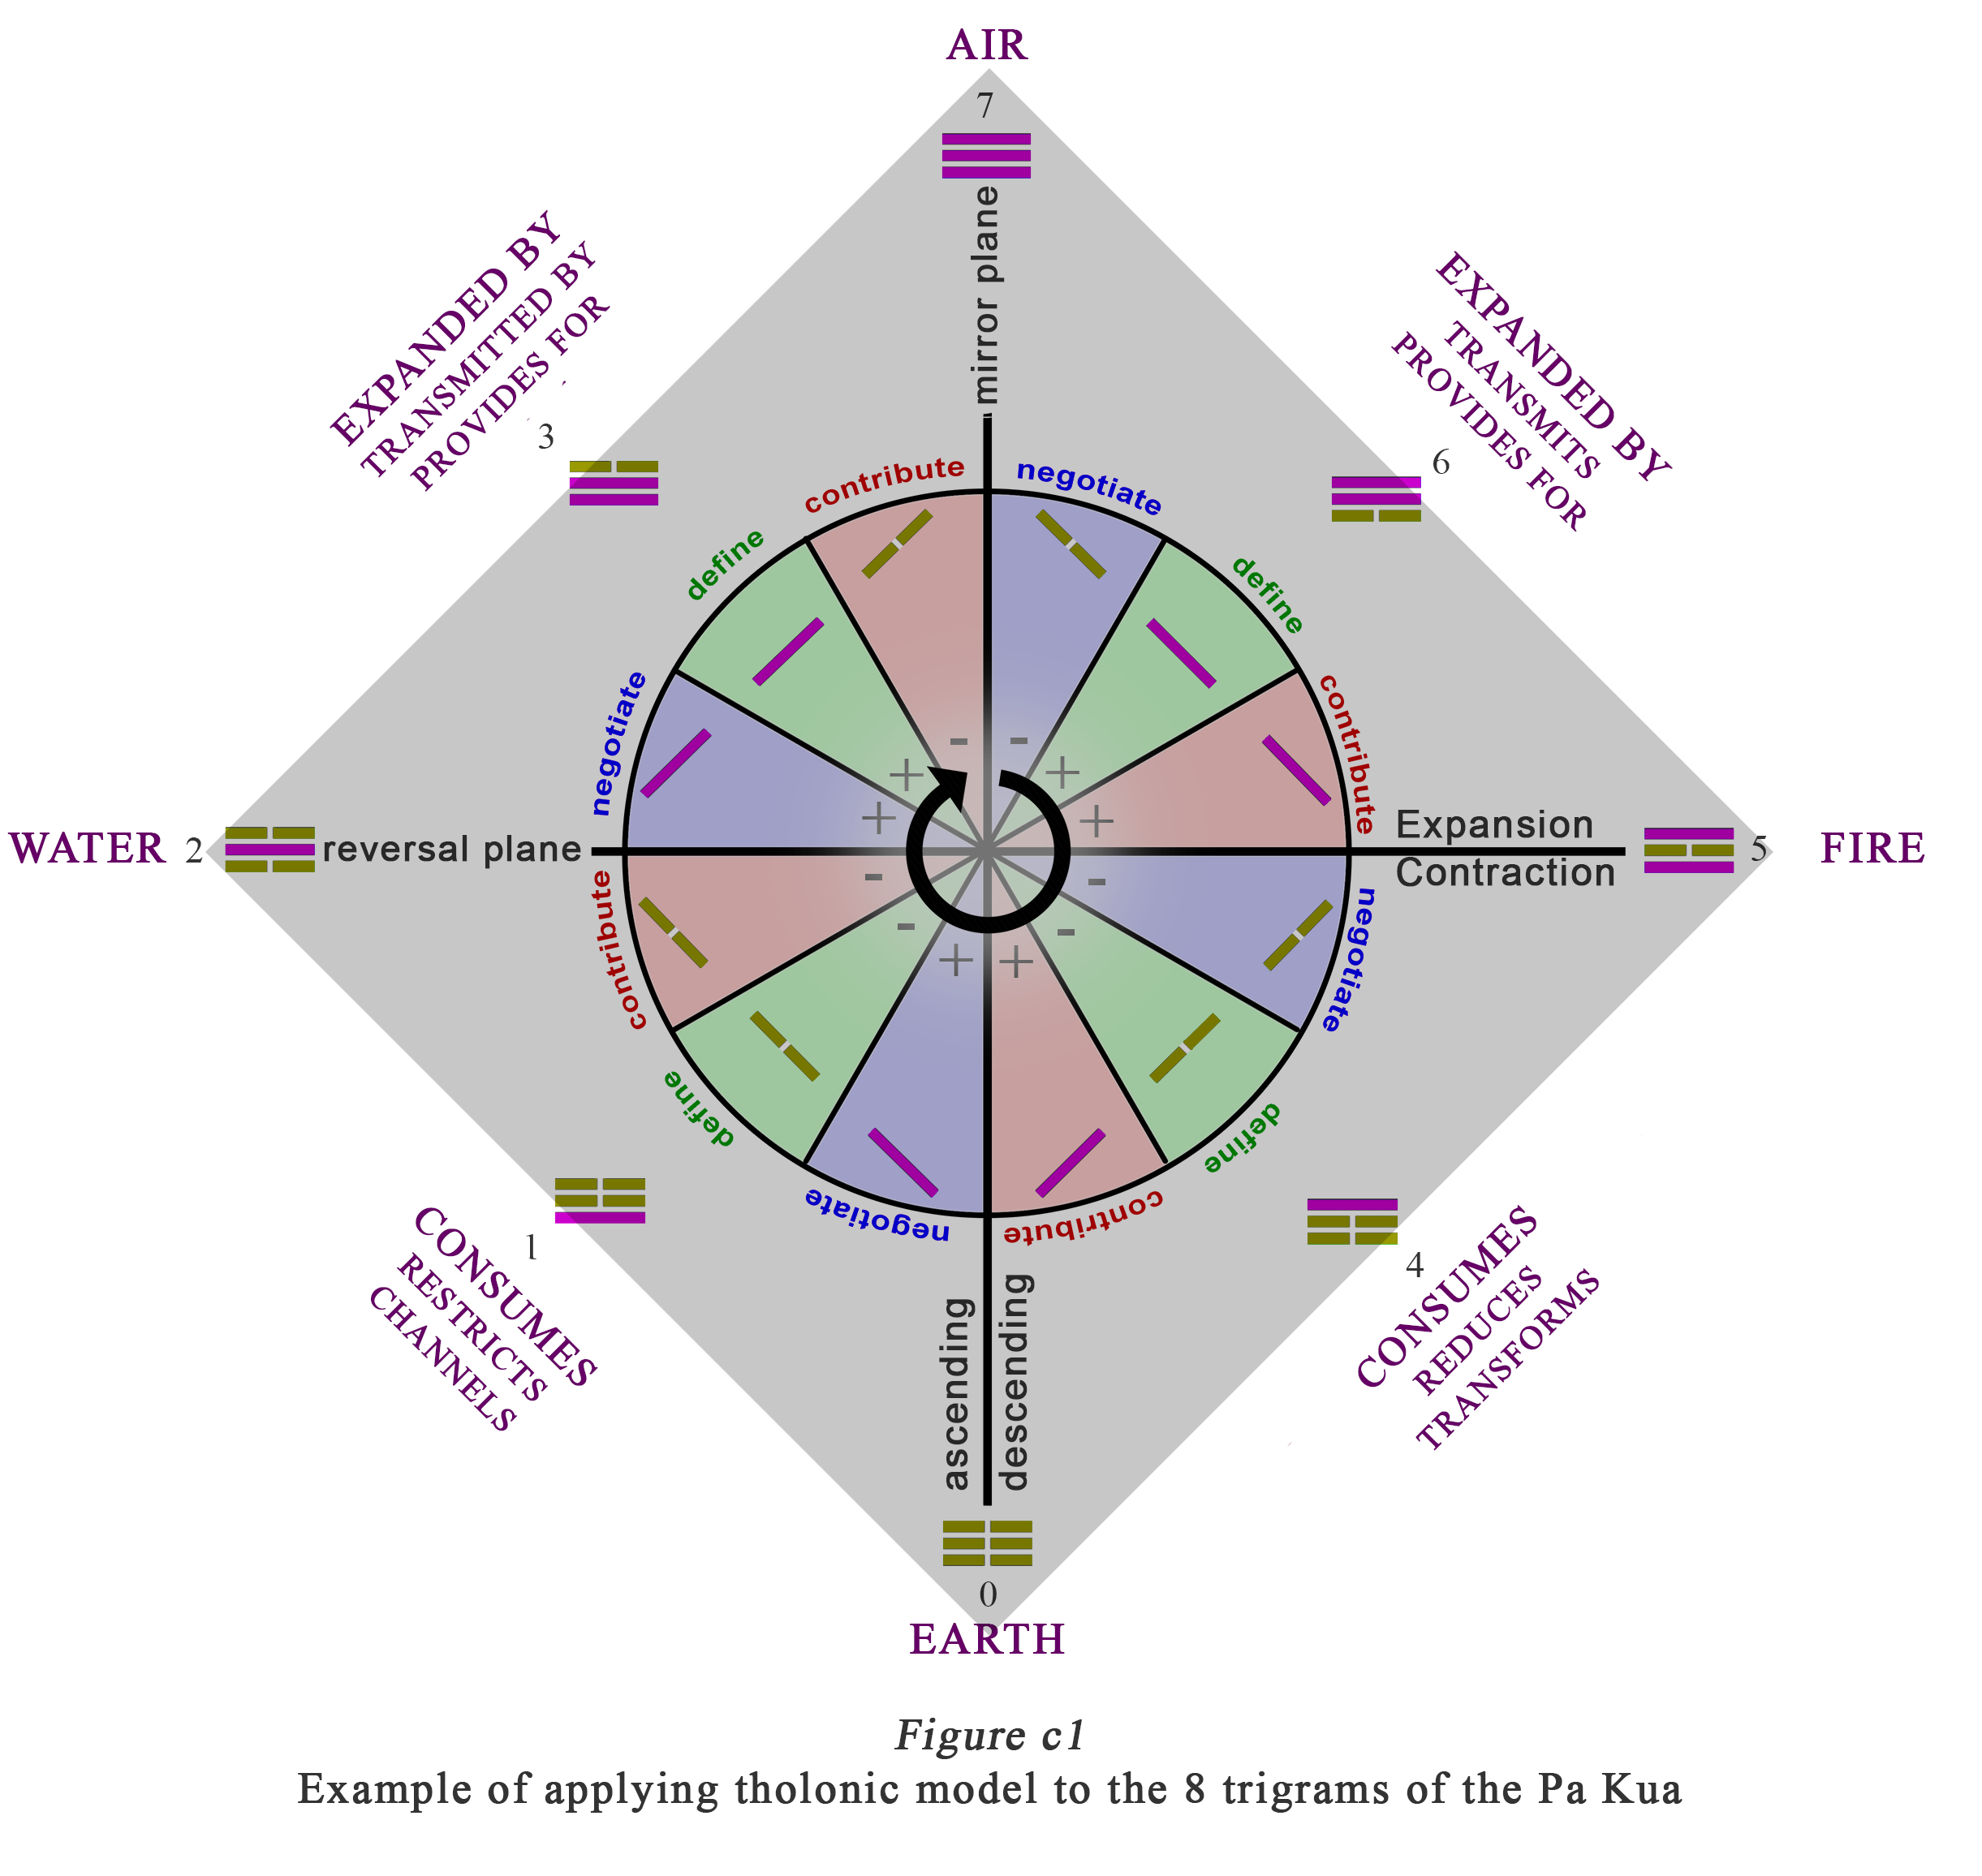 AIR
7
mirror plane
EXPANDED BY
TRANSMITTED BY
PROVIDES FOR
3
EXPANDED BY
TRANSMITS
PROVIDES FOR
6
contribute
negotiate
define
define
negotiate
contribute
- -
+ +
+ +
WATER
2
reversal plane
Expansion
Contraction
5
FIRE
- -
- -
+ +
contribute
negotiate
define
define
negotiate
contribute
1
CONSUMES
RESTRICTS
CHANNELS
4
CONSUMES
REDUCES
TRANSFORMS
ascending
descending
0
EARTH
Figure c1
Example of applying tholonic model to the 8 trigrams of the Pa Kua